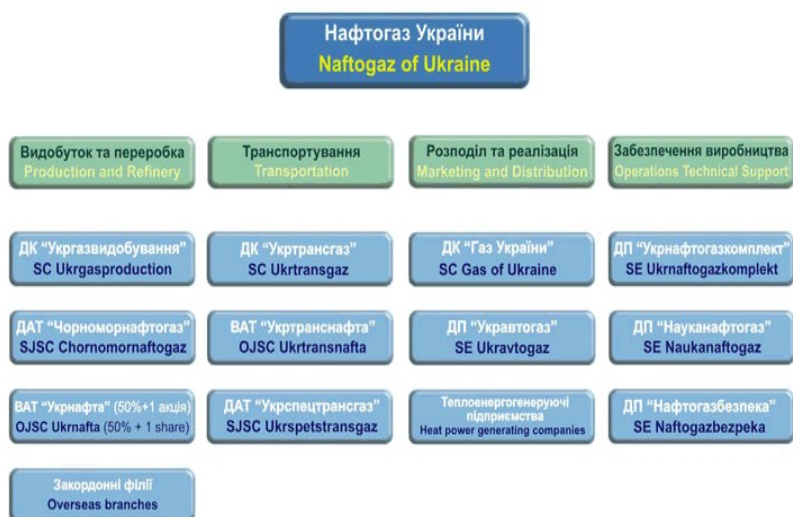 Нафтогаз України
Naftogaz of Ukraine
Видобуток та переробка
Production and Refinery
Транспортування
Transportation
Розподіл та реалізація
Marketing and Distribution
Забезпечення виробництва
Operations Technical Support
ДК "Укргазвидобування"
SC Ukrgasproduction
ДК "Укртрансгаз"
SC Ukrtransgaz
ДК "Газ України"
SC Gas of Ukraine
ДП "Укрнафтогазкомплект"
SE Ukrnaftogazkomplekt
ДАТ "Чорноморнафтогаз"
SJSC Chornomornaftogaz
ВАТ "Укртранснафта"
OJSC Ukrtransnafta
ДП "Укравтогаз"
SE Ukravtogaz
ДП "Науканафтогаз"
SE Naukanaftogaz
ВАТ "Укрнафта" (50%+1 акція)
OJSC Ukrnafta (50% + 1 share)
ДАТ "Укрспецтрансгаз"
SJSC Ukrspetstransgaz
Теплоенергогенеруючі
підприємства
Heat power generating companies
ДП "Нафтогазбезпека"
SE Naftogazbezpeka
Закордонні філії
Overseas branches